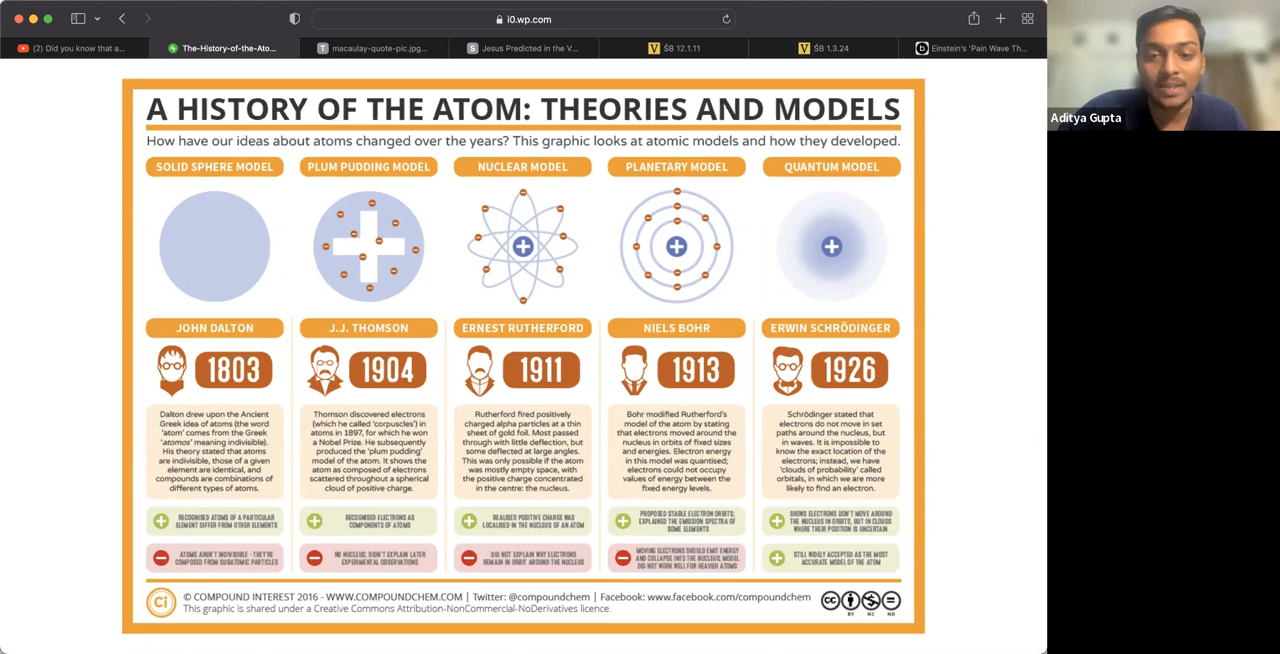 i0.wp.com
(2) Did you know that a...
The-History-of-the-Ato...
T
macaulay-quote-pic.jpg...
S
Jesus Predicted in the V...
V
ŚB 12.1.11
V
ŚB 1.3.24
b
Einstein's 'Pain Wave Th...
Aditya Gupta
A HISTORY OF THE ATOM: THEORIES AND MODELS
How have our ideas about atoms changed over the years? This graphic looks at atomic models and how they developed.
SOLID SPHERE MODEL
PLUM PUDDING MODEL
NUCLEAR MODEL
PLANETARY MODEL
QUANTUM MODEL
JOHN DALTON
1803
Dalton drew upon the Ancient
Greek idea of atoms (the word
'atom' comes from the Greek
'atomos' meaning indivisible).
His theory stated that atoms
are indivisible, those of a given
element are identical, and
compounds are combinations of
different types of atoms.
RECOGNISED ATOMS OF A PARTICULAR
ELEMENT DIFFER FROM OTHER ELEMENTS
ATOMS AREN'T INDIVISIBLE - THEY'RE
COMPOSED FROM SUBATOMIC PARTICLES
J.J. THOMSON
1904
Thomson discovered electrons
(which he called 'corpuscles') in
atoms in 1897, for which he won
a Nobel Prize. He subsequently
produced the 'plum pudding'
model of the atom. It shows the
atom as composed of electrons
scattered throughout a spherical
cloud of positive charge.
RECOGNISED ELECTRONS AS
COMPONENTS OF ATOMS
NO NUCLEUS; DIDN'T EXPLAIN LATER
EXPERIMENTAL OBSERVATIONS
ERNEST RUTHERFORD
1911
Rutherford fired positively
charged alpha particles at a thin
sheet of gold foil. Most passed
through with little deflection, but
some deflected at large angles.
This was only possible if the atom
was mostly empty space, with
the positive charge concentrated
in the centre: the nucleus.
REALISED POSITIVE CHARGE WAS
LOCALISED IN THE NUCLEUS OF AN ATOM
DID NOT EXPLAIN WHY ELECTRONS
REMAIN IN ORBIT AROUND THE NUCLEUS
NIELS BOHR
1913
Bohr modified Rutherford's
model of the atom by stating
that electrons moved around the
nucleus in orbits of fixed sizes
and energies. Electron energy
in this model was quantised;
electrons could not occupy
values of energy between the
fixed energy levels.
PROPOSED STABLE ELECTRON ORBITS;
EXPLAINED THE EMISSION SPECTRA OF
SOME ELEMENTS
MOVING ELECTRONS SHOULD EMIT ENERGY
AND COLLAPSE INTO THE NUCLEUS; MODEL
DID NOT WORK WELL FOR HEAVIER ATOMS
ERWIN SCHRÖDINGER
1926
Schrödinger stated that
electrons do not move in set
paths around the nucleus, but
in waves. It is impossible to
know the exact location of the
electrons; instead, we have
'clouds of probability' called
orbitals, in which we are more
likely to find an electron.
SHOWS ELECTRONS DON'T MOVE AROUND
THE NUCLEUS IN ORBITS, BUT IN CLOUDS
WHERE THEIR POSITION IS UNCERTAIN
STILL WIDELY ACCEPTED AS THE MOST
ACCURATE MODEL OF THE ATOM
Ci
© COMPOUND INTEREST 2016 - WWW.COMPOUNDCHEM.COM | Twitter: @compoundchem | Facebook: www.facebook.com/compoundchem
This graphic is shared under a Creative Commons Attribution-NonCommercial-NoDerivatives licence.
cc
BY NC ND